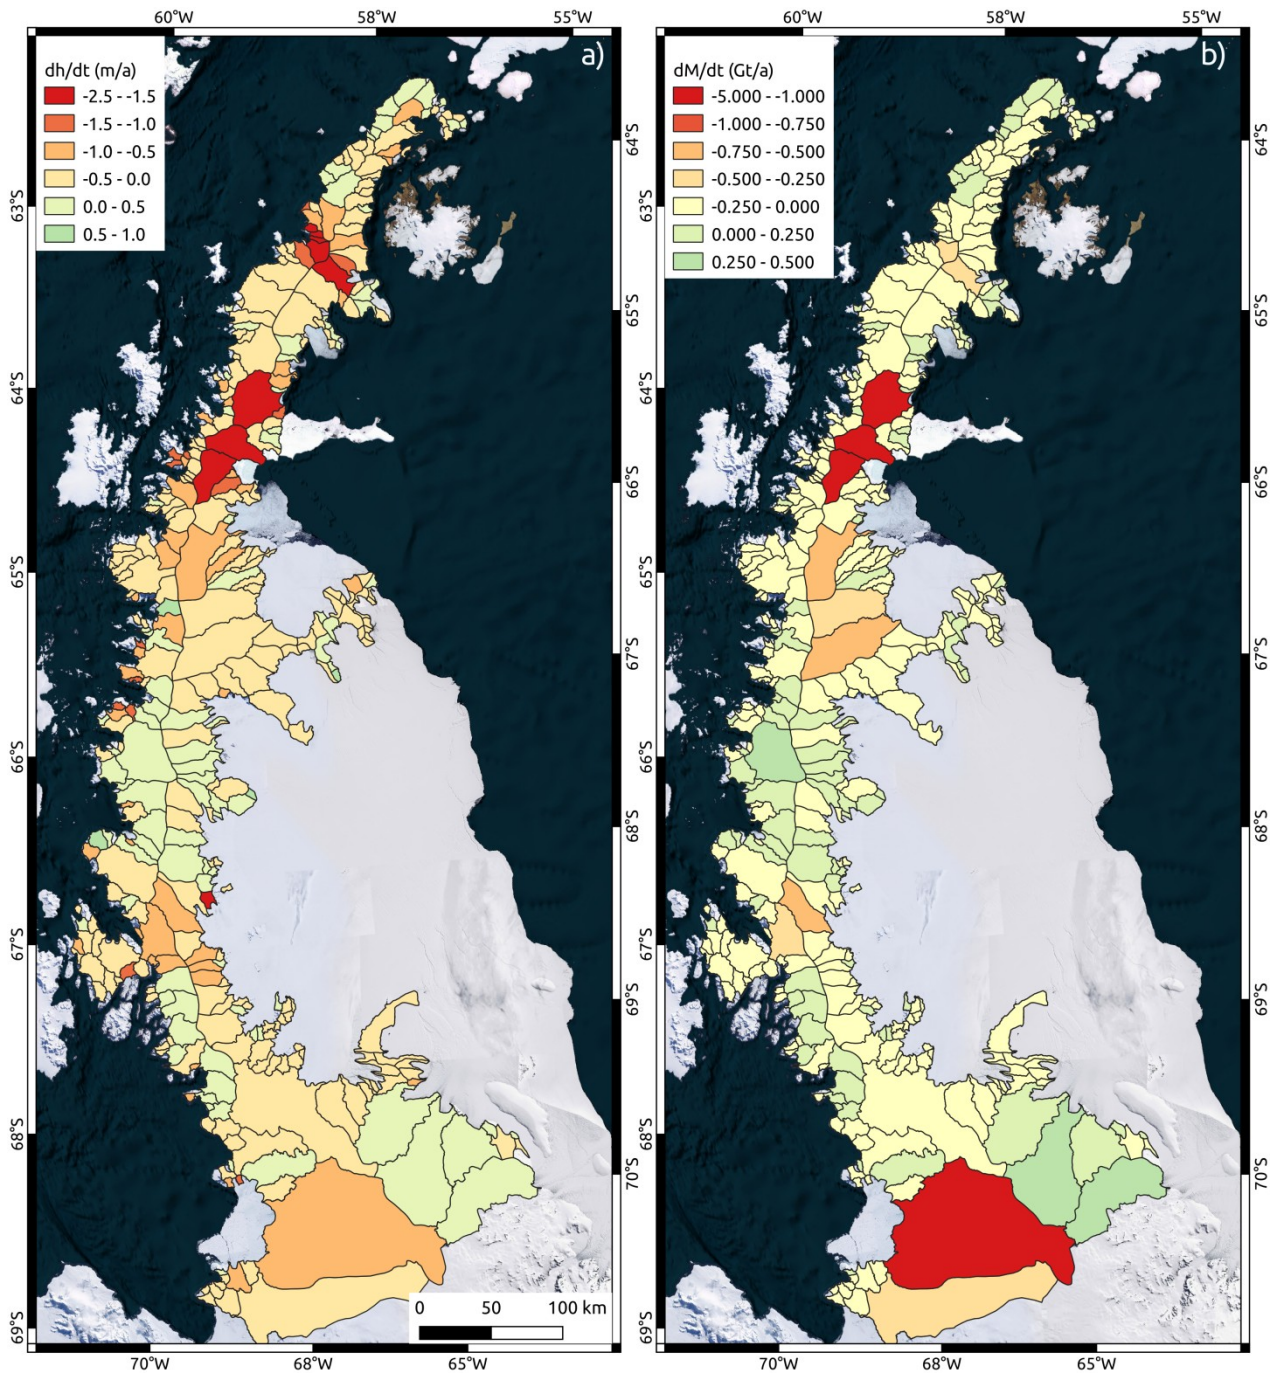 60°W 58°W 55°W 60°W 58°W 55°W
a)
dh/dt (m/a)
-2.5 - -1.5
-1.5 - -1.0
-1.0 - -0.5
-0.5 - 0.0
0.0 - 0.5
0.5 - 1.0
b)
dM/dt (Gt/a)
-5.000 - -1.000
-1.000 - -0.750
-0.750 - -0.500
-0.500 - -0.250
-0.250 - 0.000
0.000 - 0.250
0.250 - 0.500
63°S
64°S
65°S
66°S
67°S
68°S
69°S
64°S
65°S
66°S
67°S
68°S
69°S
70°S
63°S
64°S
65°S
66°S
67°S
68°S
69°S
64°S
65°S
66°S
67°S
68°S
69°S
70°S
0 50 100 km
70°W 68°W 65°W 70°W 68°W 65°W